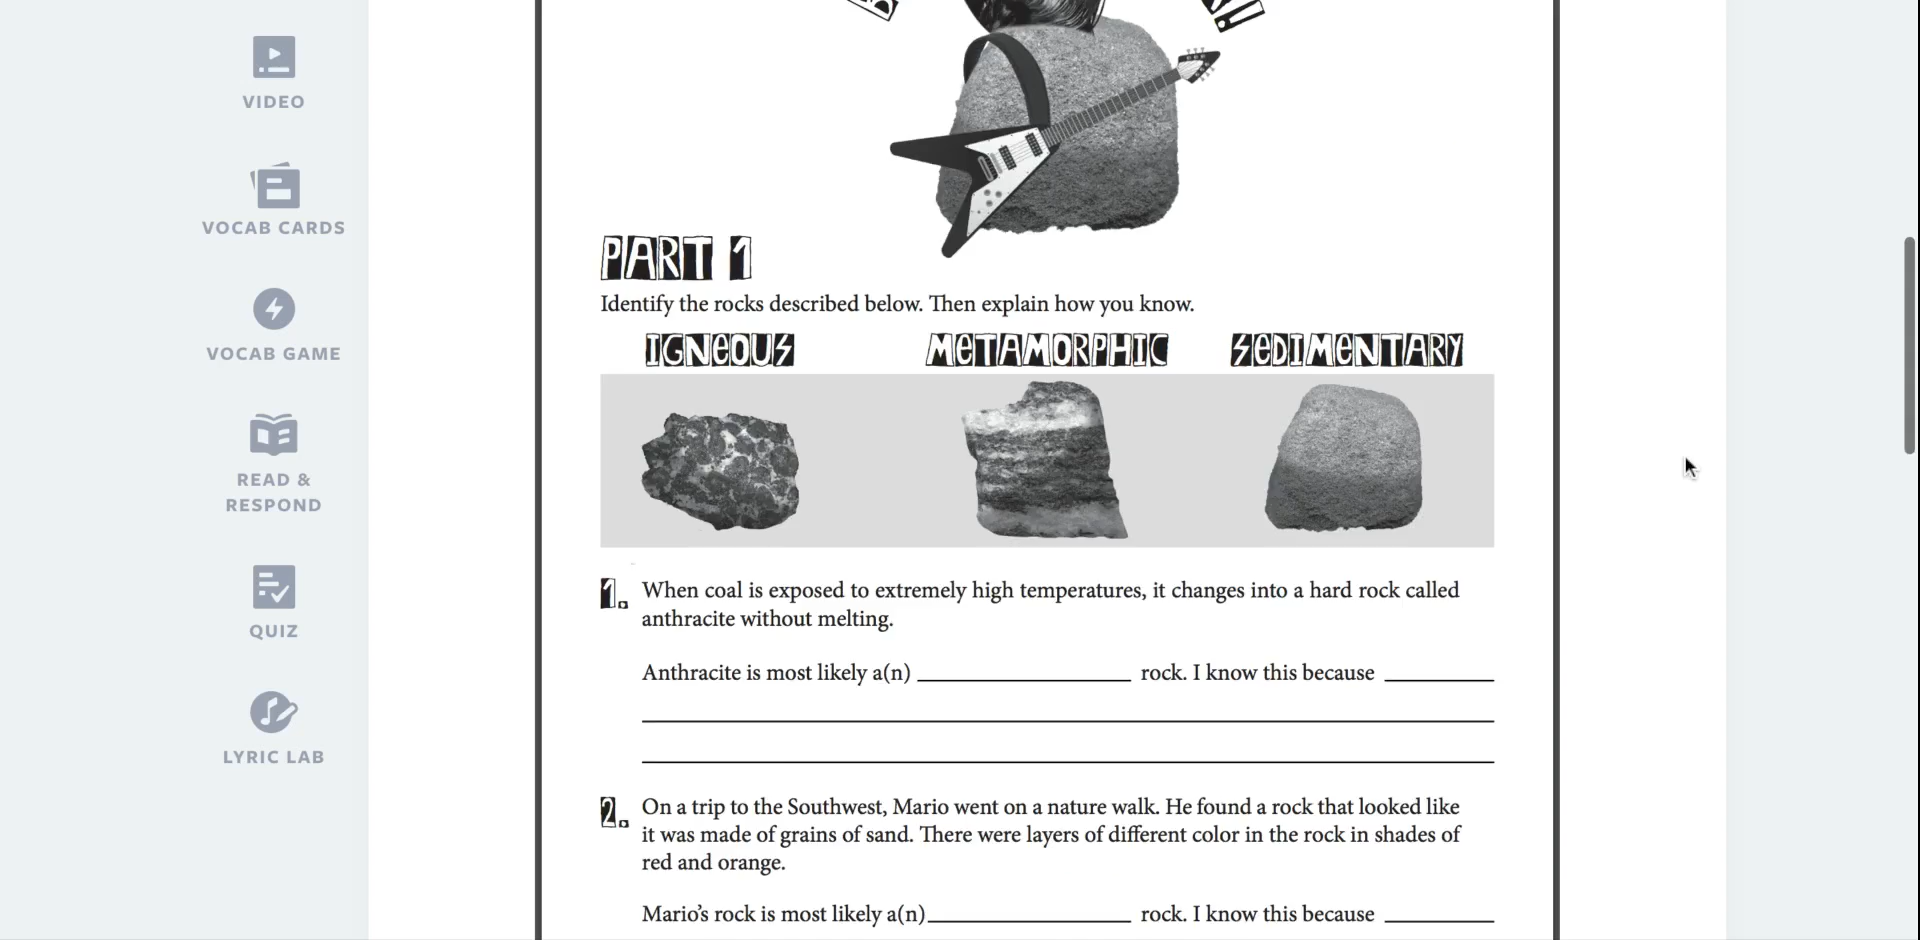 VIDEO
VOCAB CARDS
VOCAB GAME
READ &
RESPOND
QUIZ
LYRIC LAB
PART 1
Identify the rocks described below. Then explain how you know.
IGNEOUS METAMORPHIC SEDIMENTARY
1. When coal is exposed to extremely high temperatures, it changes into a hard rock called
anthracite without melting.
Anthracite is most likely a(n) ____________________ rock. I know this because __________
2. On a trip to the Southwest, Mario went on a nature walk. He found a rock that looked like
it was made of grains of sand. There were layers of different color in the rock in shades of
red and orange.
Mario's rock is most likely a(n)____________________ rock. I know this because __________